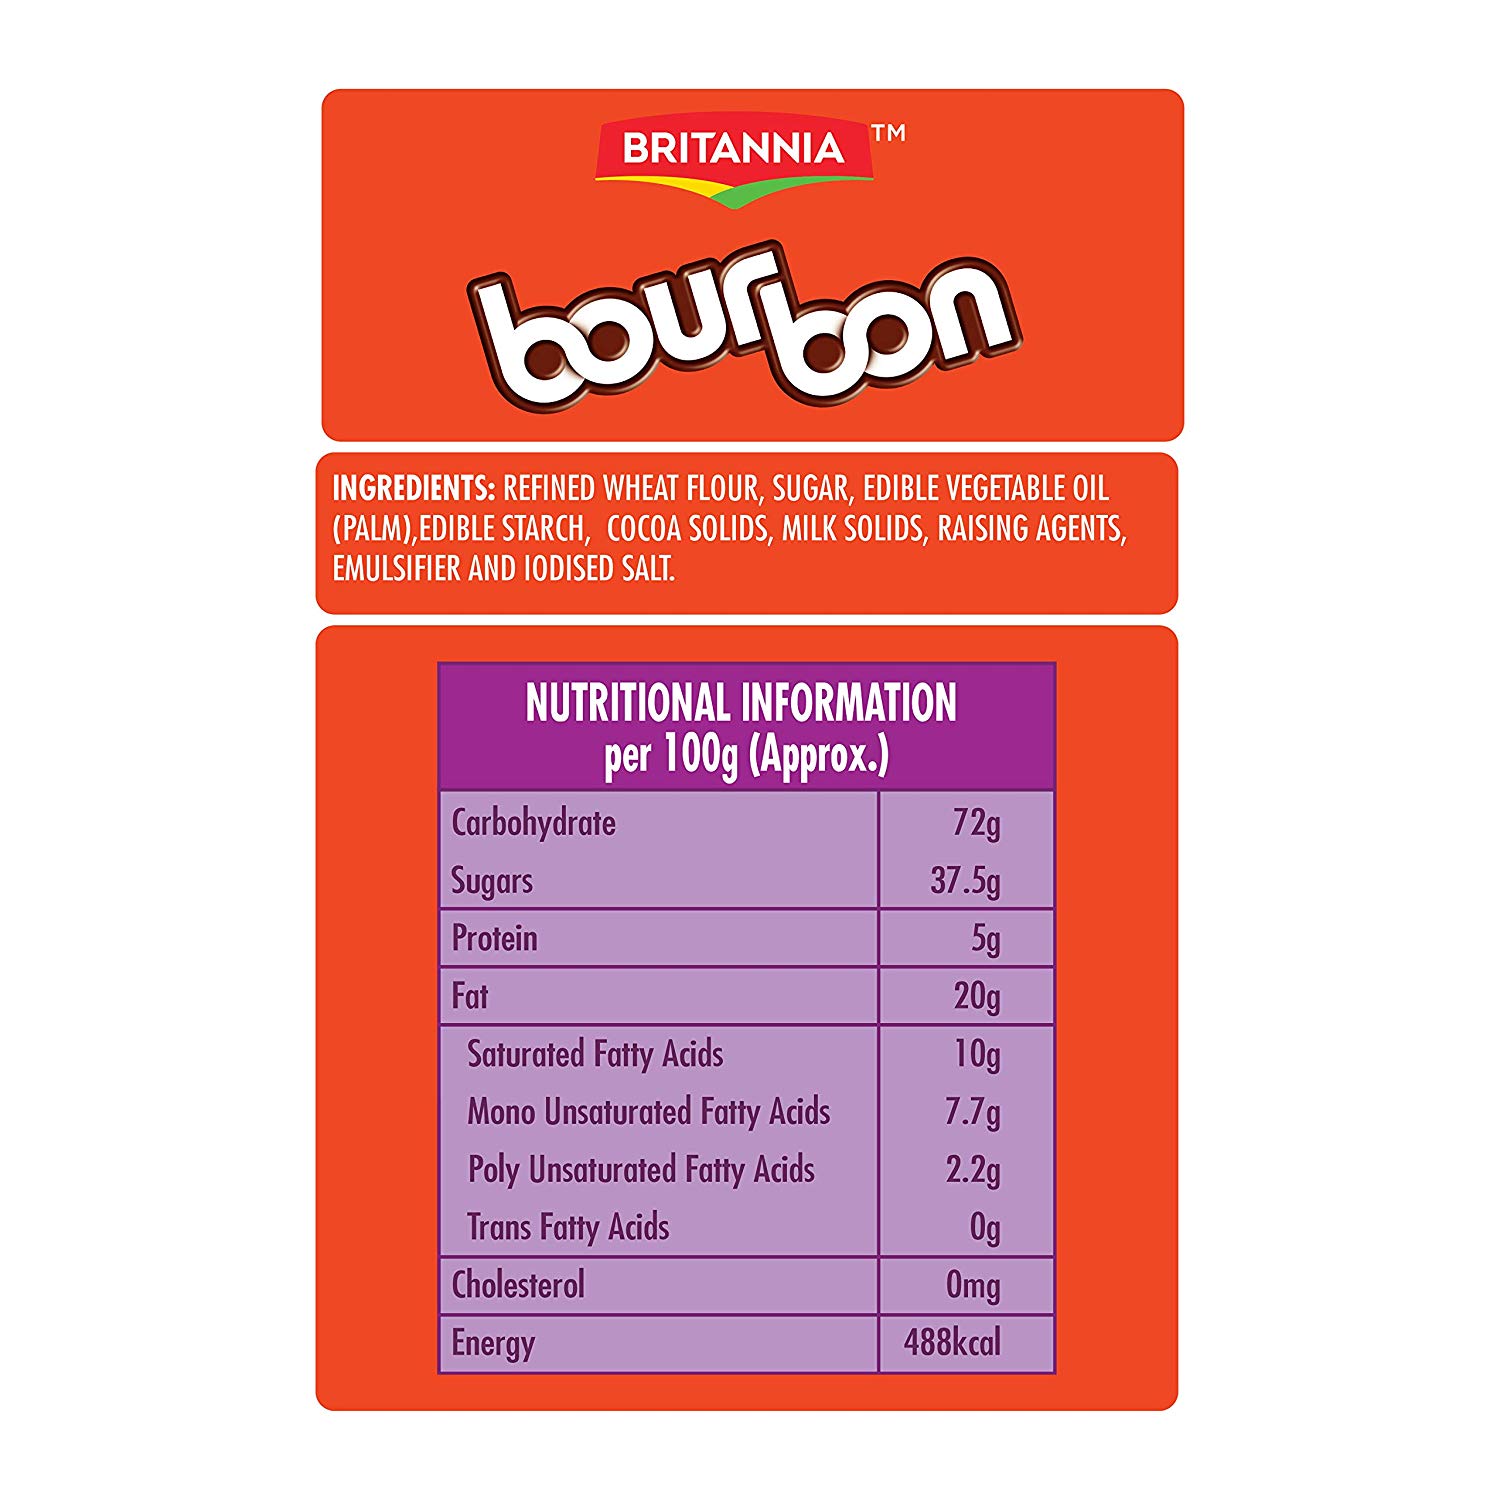 BRITANNIA™
bourbon
INGREDIENTS: REFINED WHEAT FLOUR, SUGAR, EDIBLE VEGETABLE OIL
(PALM),EDIBLE STARCH, COCOA SOLIDS, MILK SOLIDS, RAISING AGENTS,
EMULSIFIER AND IODISED SALT.
NUTRITIONAL INFORMATION
per 100g (Approx.)
Carbohydrate 72g
Sugars 37.5g
Protein 5g
Fat 20g
Saturated Fatty Acids 10g
Mono Unsaturated Fatty Acids 7.7g
Poly Unsaturated Fatty Acids 2.2g
Trans Fatty Acids 0g
Cholesterol 0mg
Energy 488kcal